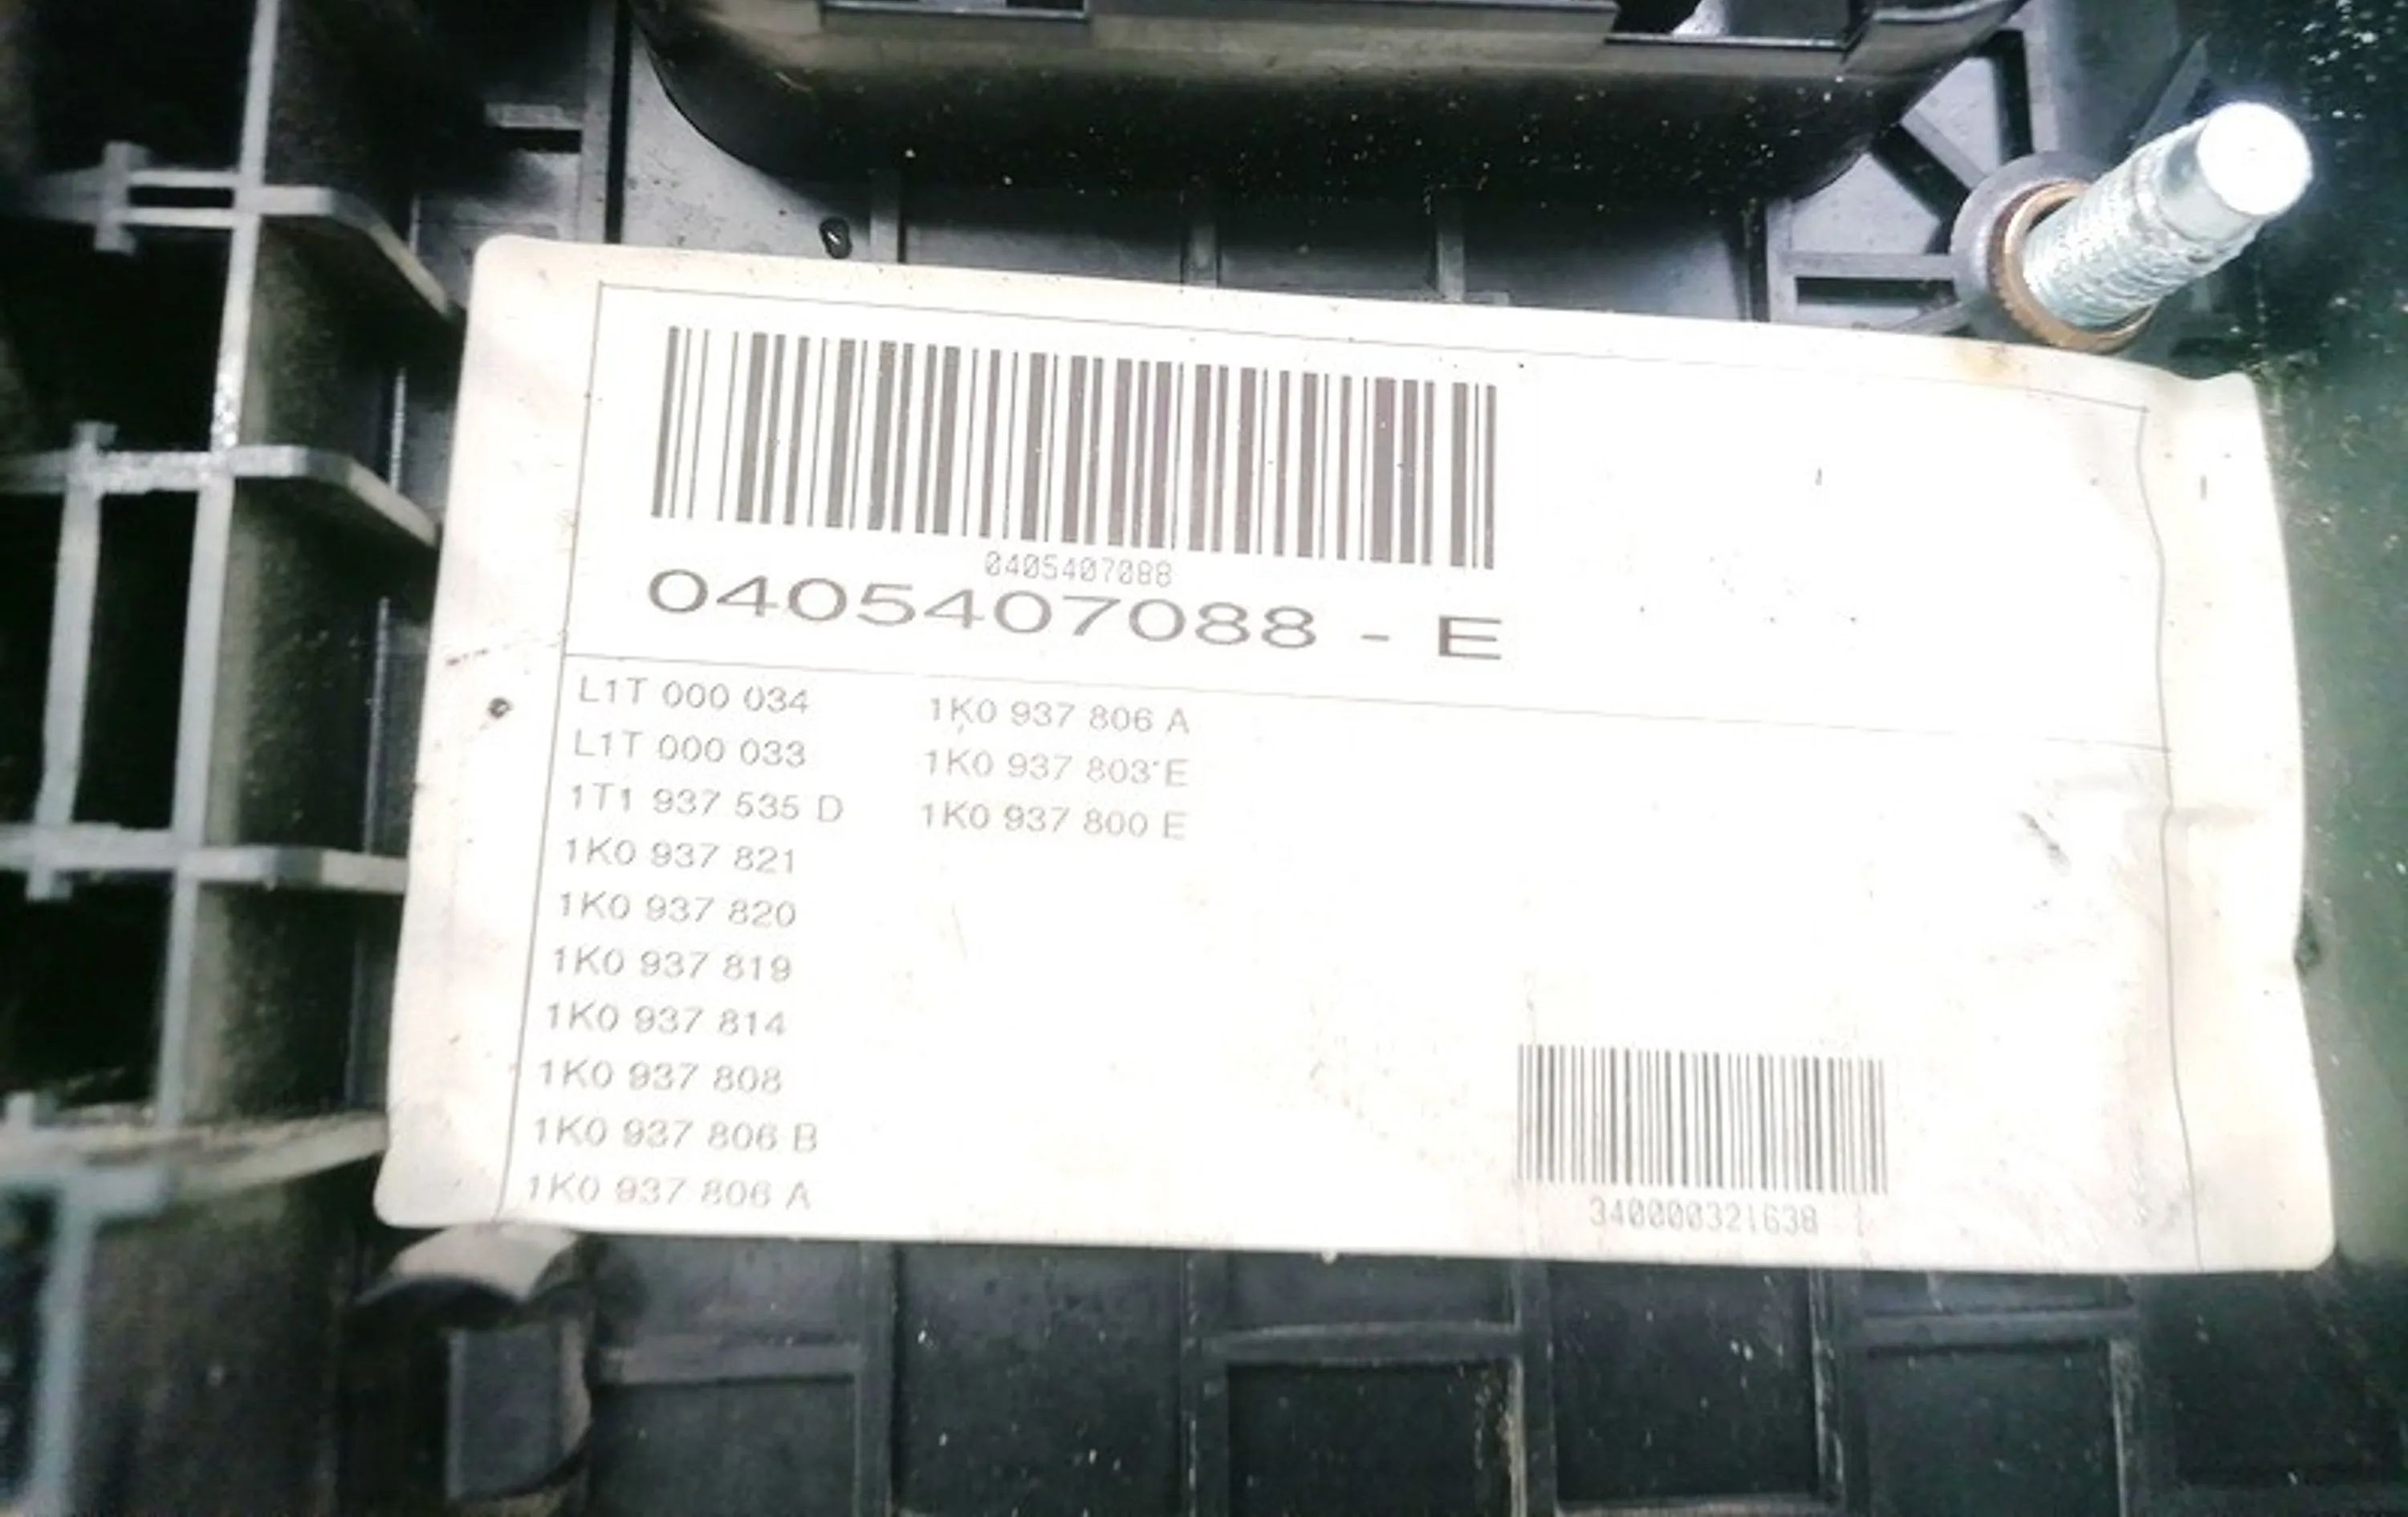 0405407088
0405407088 - E
L1T 000 034
L1T 000 033
1T1 937 535 D
1K0 937 821
1K0 937 820
1K0 937 819
1K0 937 814
1K0 937 808
1K0 937 806 B
1K0 937 806 A
1K0 937 806 A
1K0 937 803 E
1K0 937 800 E
340000321638